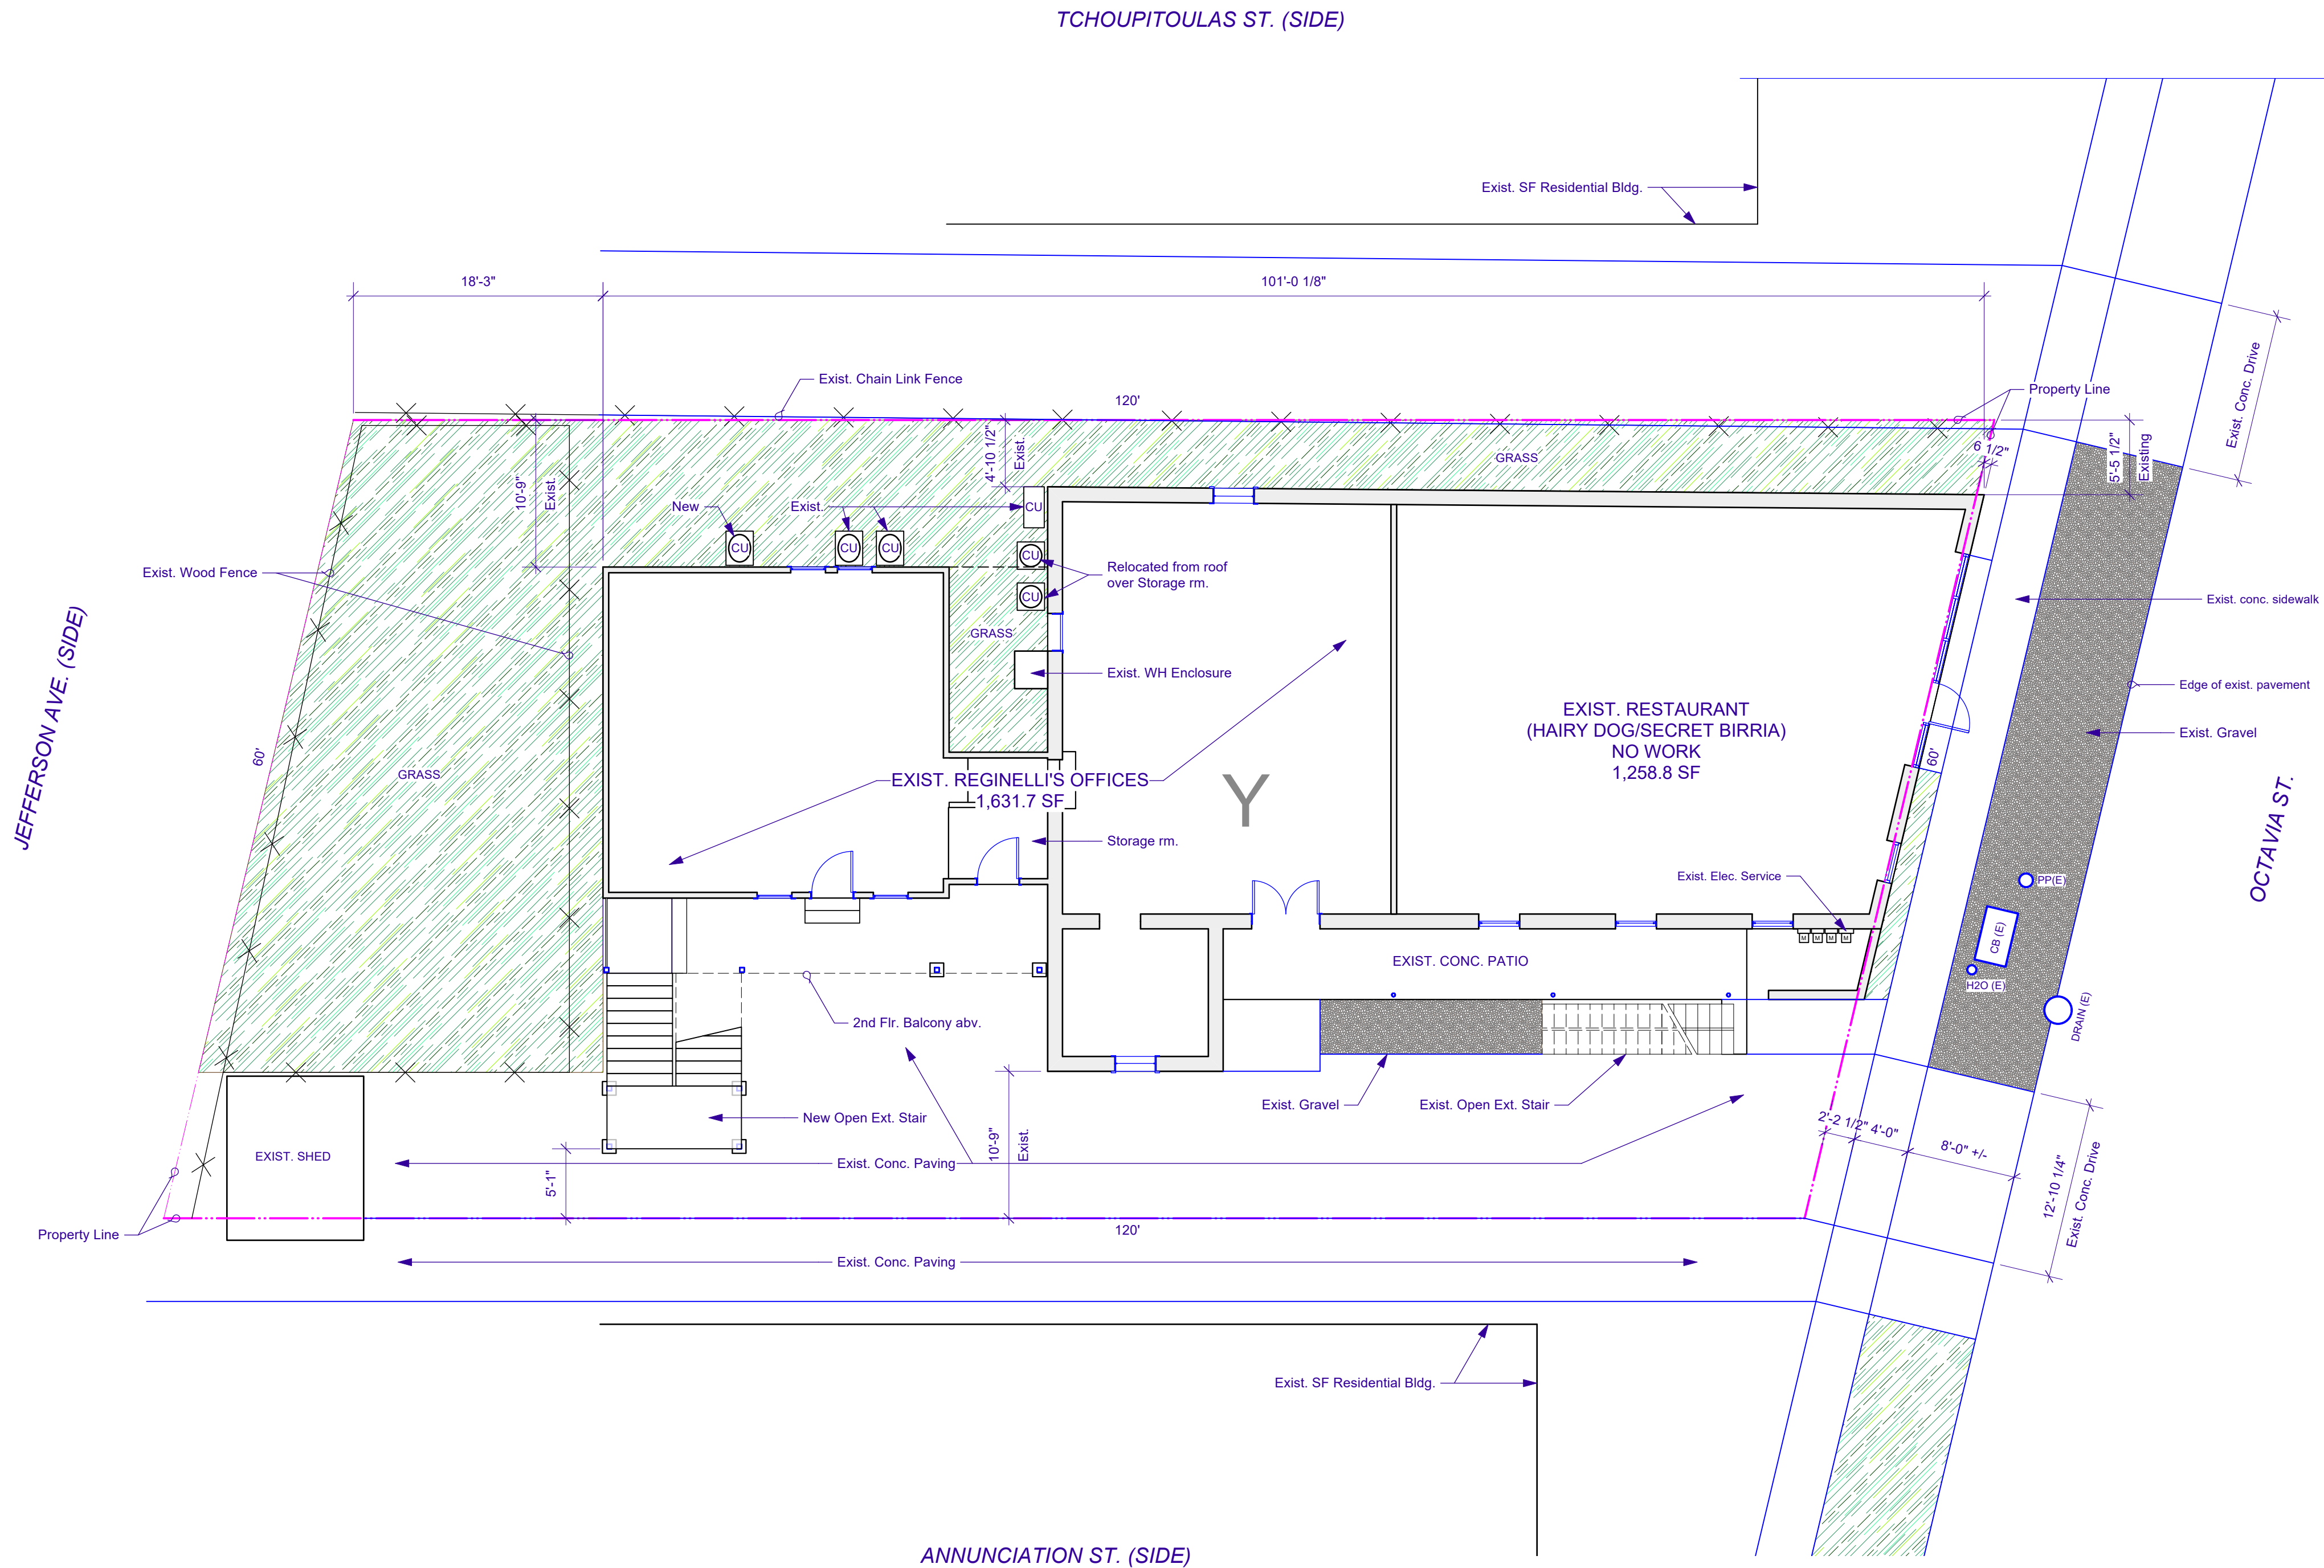 TCHOUPITOULAS ST. (SIDE)
Exist. SF Residential Bldg.
18'-3"
101'-0 1/8"
Exist. Conc. Drive
Exist. Chain Link Fence
120'
Property Line
10'-9"
Exist.
4'-10 1/2"
Exist.
GRASS
6 1/2"
5'-5 1/2"
Existing
New
Exist.
CU
CU
CU
CU
CU
CU
Relocated from roof
over Storage rm.
Exist. Wood Fence
Exist. conc. sidewalk
GRASS
Exist. WH Enclosure
Edge of exist. pavement
Exist. Gravel
JEFFERSON AVE. (SIDE)
60'
GRASS
EXIST. REGINELLI'S OFFICES
1,631.7 SF
Y
EXIST. RESTAURANT
(HAIRY DOG/SECRET BIRRIA)
NO WORK
1,258.8 SF
60'
OCTAVIA ST.
Storage rm.
Exist. Elec. Service
M
M
M
M
PP(E)
CB (E)
H2O (E)
DRAIN (E)
EXIST. CONC. PATIO
2nd Flr. Balcony abv.
New Open Ext. Stair
Exist. Gravel
Exist. Open Ext. Stair
2'-2 1/2"
4'-0"
8'-0" +/-
12'-10 1/4"
Exist. Conc. Drive
EXIST. SHED
5'-1"
Exist. Conc. Paving
10'-9"
Exist.
Property Line
120'
Exist. Conc. Paving
Exist. SF Residential Bldg.
ANNUNCIATION ST. (SIDE)